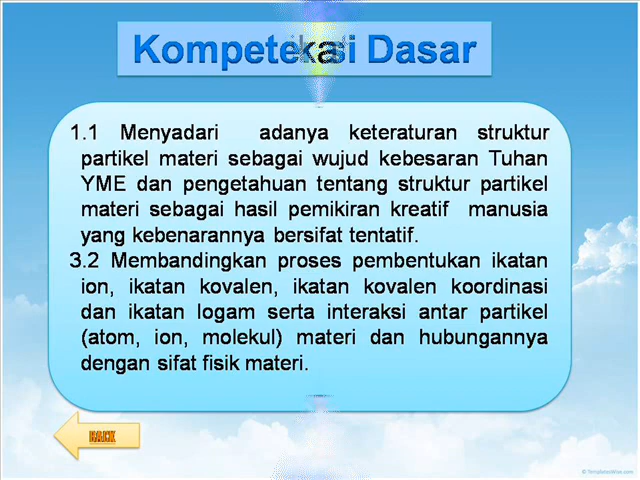 Dasar
1.1 Menyadari adanya keteraturan struktur
partikel materi sebagai wujud kebesaran Tuhan
YME dan pengetahuan tentang struktur partikel
materi sebagai hasil pemikiran kreatif manusia
yang kebenarannya bersifat tentatif.
3.2 Membandingkan proses pembentukan ikatan
ion, ikatan kovalen, ikatan kovalen koordinasi
dan ikatan logam serta interaksi antar partikel
(atom, ion, molekul) materi dan hubungannya
dengan sifat fisik materi.
BACK
© TemplatesWise.com